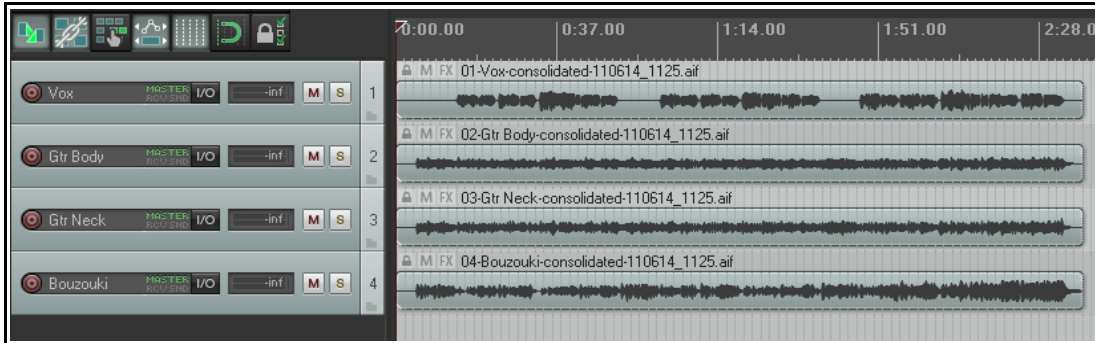 0:00.00 0:37.00 1:14.00 1:51.00 2:28.0
M FX 01-Vox-consolidated-110614_1125.aif
Vox MASTER RCV SND I/O -inf M S 1
M FX 02-Gtr Body-consolidated-110614_1125.aif
Gtr Body MASTER RCV SND I/O -inf M S 2
M FX 03-Gtr Neck-consolidated-110614_1125.aif
Gtr Neck MASTER RCV SND I/O -inf M S 3
M FX 04-Bouzouki-consolidated-110614_1125.aif
Bouzouki MASTER RCV SND I/O -inf M S 4